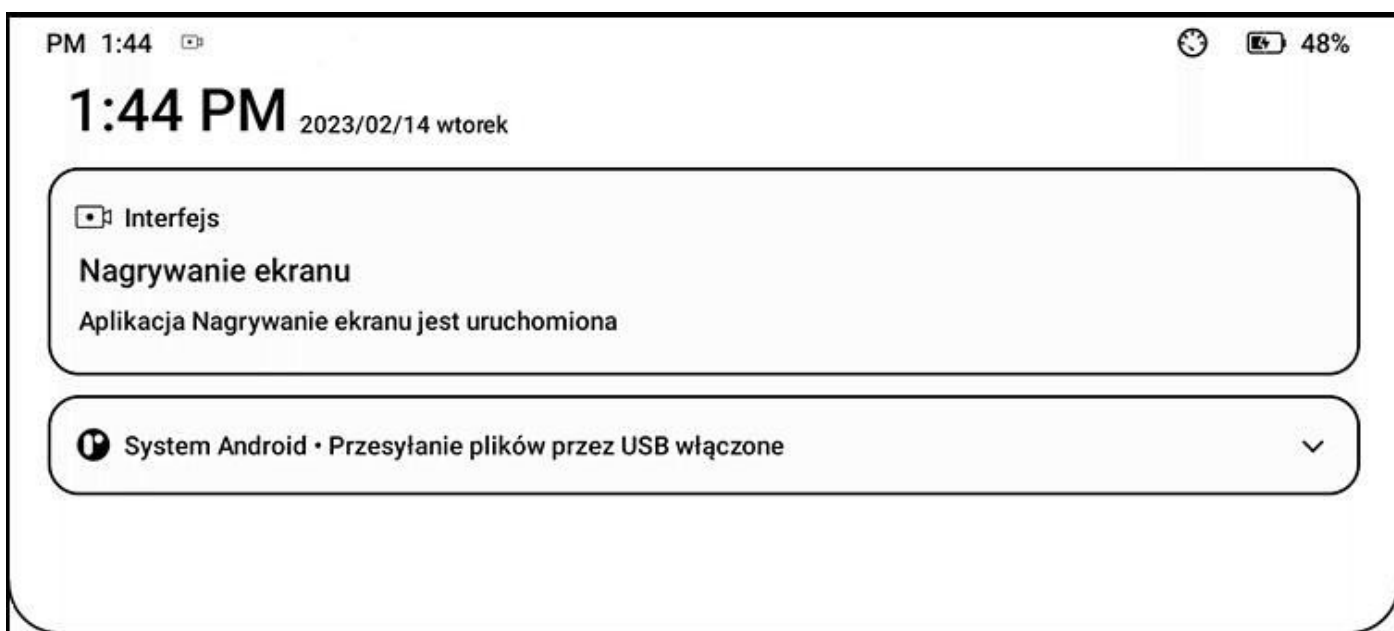 PM 1:44 48%
1:44 PM 2023/02/14 wtorek
Interfejs
Nagrywanie ekranu
Aplikacja Nagrywanie ekranu jest uruchomiona
System Android • Przesyłanie plików przez USB włączone